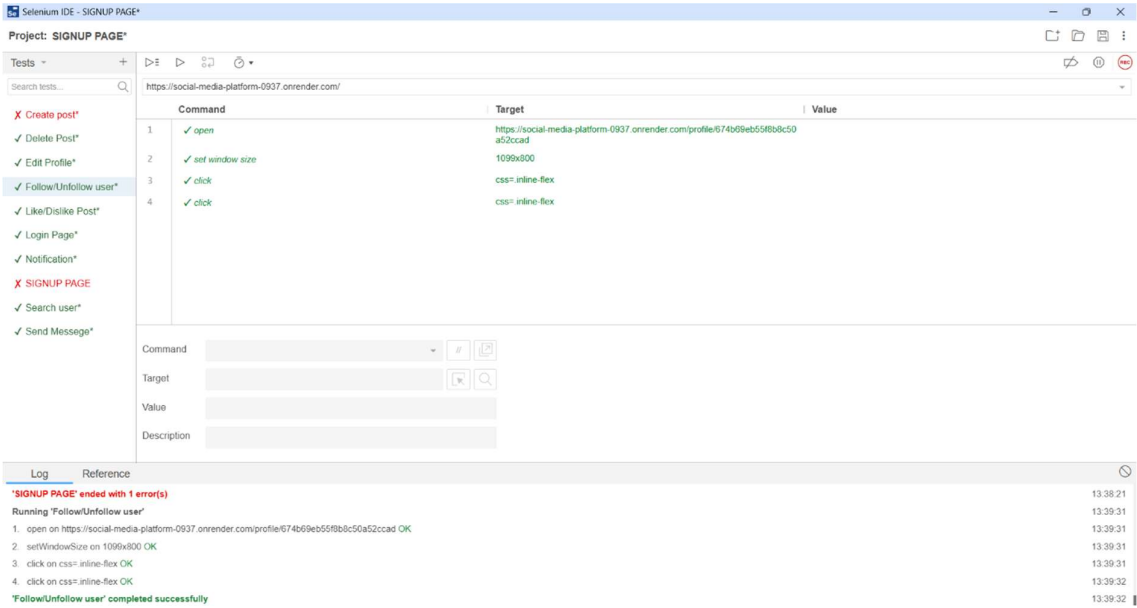 Selenium IDE - SIGNUP PAGE*
Project: SIGNUP PAGE*
Tests
Search tests...
https://social-media-platform-0937.onrender.com/
REC
Command Target Value
X Create post*
✓ Delete Post*
✓ Edit Profile*
✓ Follow/Unfollow user*
✓ Like/Dislike Post*
✓ Login Page*
✓ Notification*
X SIGNUP PAGE
✓ Search user*
✓ Send Messege*
1 ✓ open https://social-media-platform-0937.onrender.com/profile/674b69eb55f8b8c50
a52ccad
2 ✓ set window size 1099x800
3 ✓ click css=.inline-flex
4 ✓ click css=.inline-flex
Command
//
Target
Value
Description
Log Reference
'SIGNUP PAGE' ended with 1 error(s) 13:38:21
Running 'Follow/Unfollow user' 13:39:31
1. open on https://social-media-platform-0937.onrender.com/profile/674b69eb55f8b8c50a52ccad OK 13:39:31
2. setWindowSize on 1099x800 OK 13:39:31
3. click on css=.inline-flex OK 13:39:31
4. click on css=.inline-flex OK 13:39:32
'Follow/Unfollow user' completed successfully 13:39:32